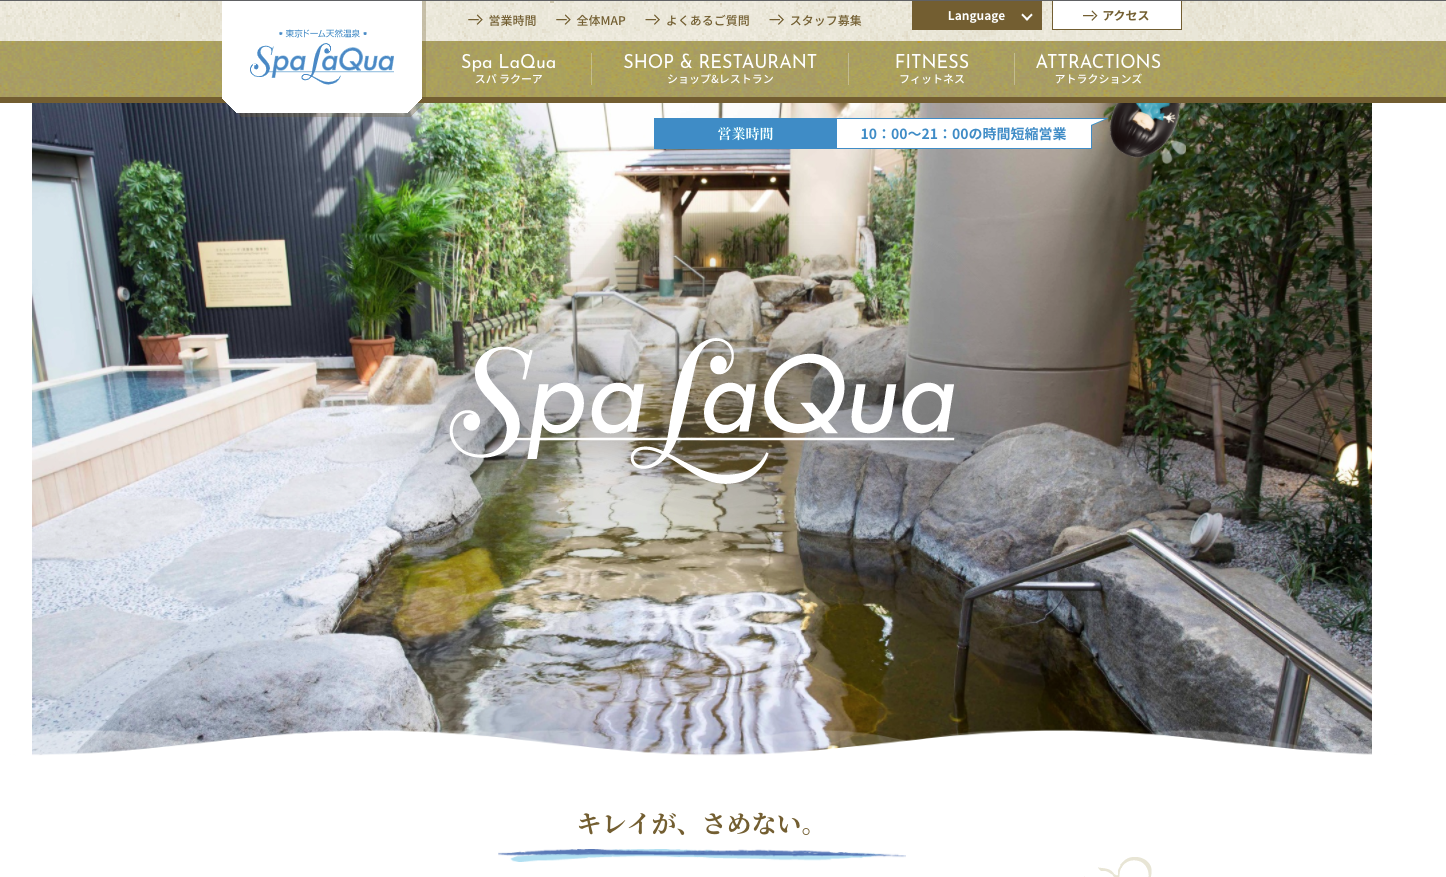 ・東京ドーム天然温泉・
Spa LaQua
営業時間
全体MAP
よくあるご質問
スタッフ募集
Language
アクセス
Spa LaQua
スパ ラクーア
SHOP & RESTAURANT
ショップ&レストラン
FITNESS
フィットネス
ATTRACTIONS
アトラクションズ
営業時間
10：00〜21：00の時間短縮営業
Spa LaQua
キレイが、さめない。